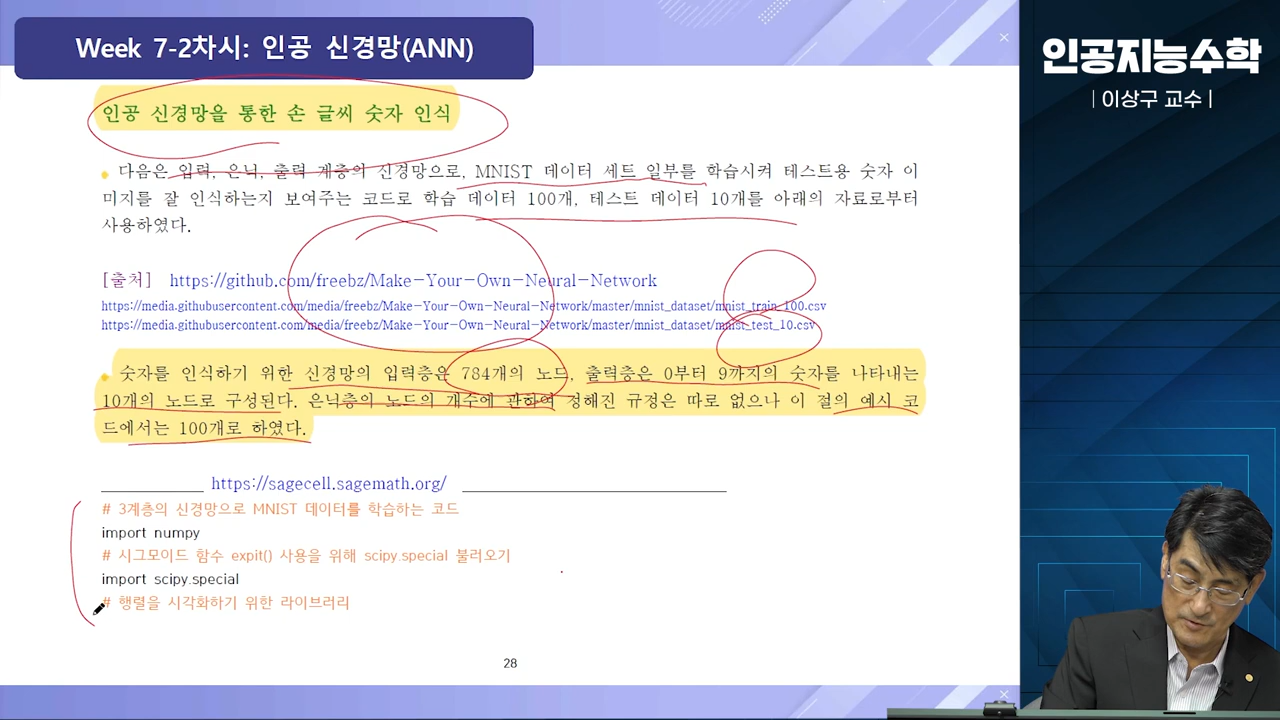 Week 7-2차시: 인공 신경망(ANN)
인공지능수학
| 이상구 교수 |
인공 신경망을 통한 손 글씨 숫자 인식
다음은 입력, 은닉, 출력 계층의 신경망으로, MNIST 데이터 세트 일부를 학습시켜 테스트용 숫자 이
미지를 잘 인식하는지 보여주는 코드로 학습 데이터 100개, 테스트 데이터 10개를 아래의 자료로부터
사용하였다.
[출처] https://github.com/freebz/Make-Your-Own-Neural-Network
https://media.githubusercontent.com/media/freebz/Make-Your-Own-Neural-Network/master/mnist_dataset/mnist_train_100.csv
https://media.githubusercontent.com/media/freebz/Make-Your-Own-Neural-Network/master/mnist_dataset/mnist_test_10.csv
숫자를 인식하기 위한 신경망의 입력층은 784개의 노드, 출력층은 0부터 9까지의 숫자를 나타내는
10개의 노드로 구성된다. 은닉층의 노드의 개수에 관하여 정해진 규정은 따로 없으나 이 절의 예시 코
드에서는 100개로 하였다.
https://sagecell.sagemath.org/
# 3계층의 신경망으로 MNIST 데이터를 학습하는 코드
import numpy
# 시그모이드 함수 expit() 사용을 위해 scipy.special 불러오기
import scipy.special
# 행렬을 시각화하기 위한 라이브러리
28